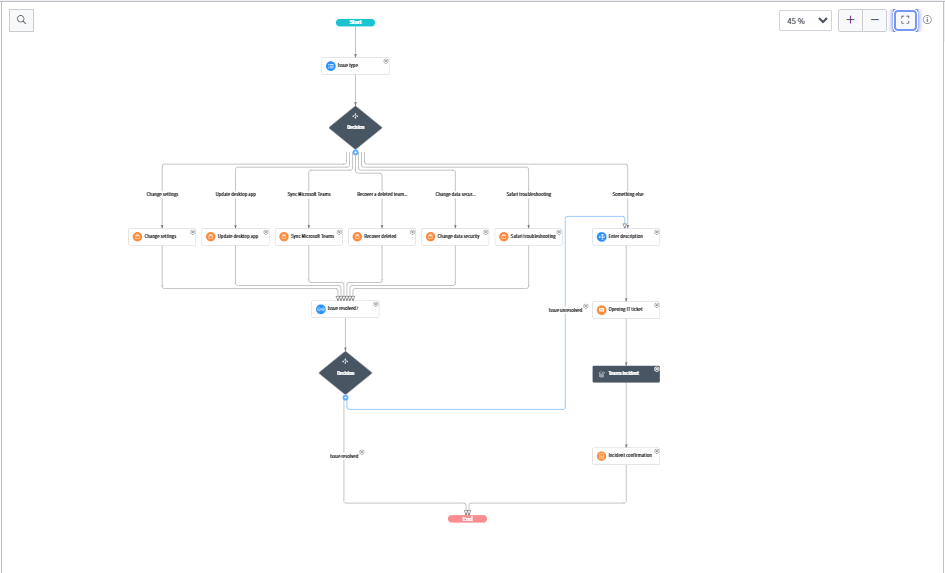 45 %
Start
Issue type
Decision
Change settings
Update desktop app
Sync Microsoft Teams
Recover a deleted team...
Change data secur...
Safari troubleshooting
Something else
Change settings
Update desktop app
Sync Microsoft Teams
Recover deleted
Change data security
Safari troubleshooting
Enter description
Issue resolved?
Issue unresolved
Opening IT ticket
Decision
Teams incident
Issue resolved
Incident confirmation
End